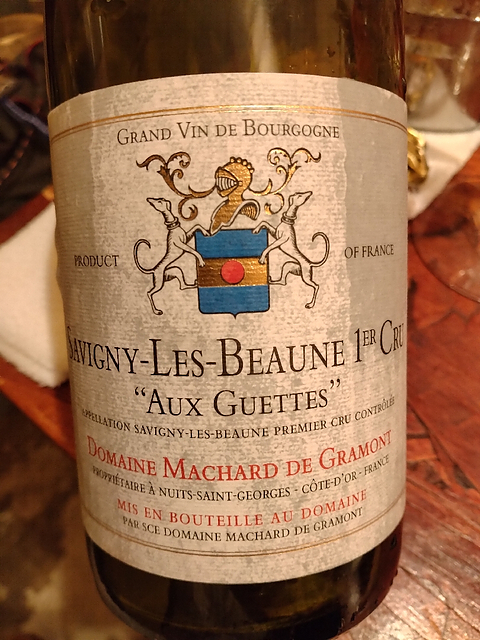 GRAND VIN DE BOURGOGNE
PRODUCT OF FRANCE
SAVIGNY-LES-BEAUNE 1ER CRU
“AUX GUETTES”
APPELLATION SAVIGNY-LES-BEAUNE PREMIER CRU CONTRÔLÉE
DOMAINE MACHARD DE GRAMONT
PROPRIÉTAIRE À NUITS-SAINT-GEORGES - CÔTE-D'OR - FRANCE
MIS EN BOUTEILLE AU DOMAINE
PAR SCE DOMAINE MACHARD DE GRAMONT